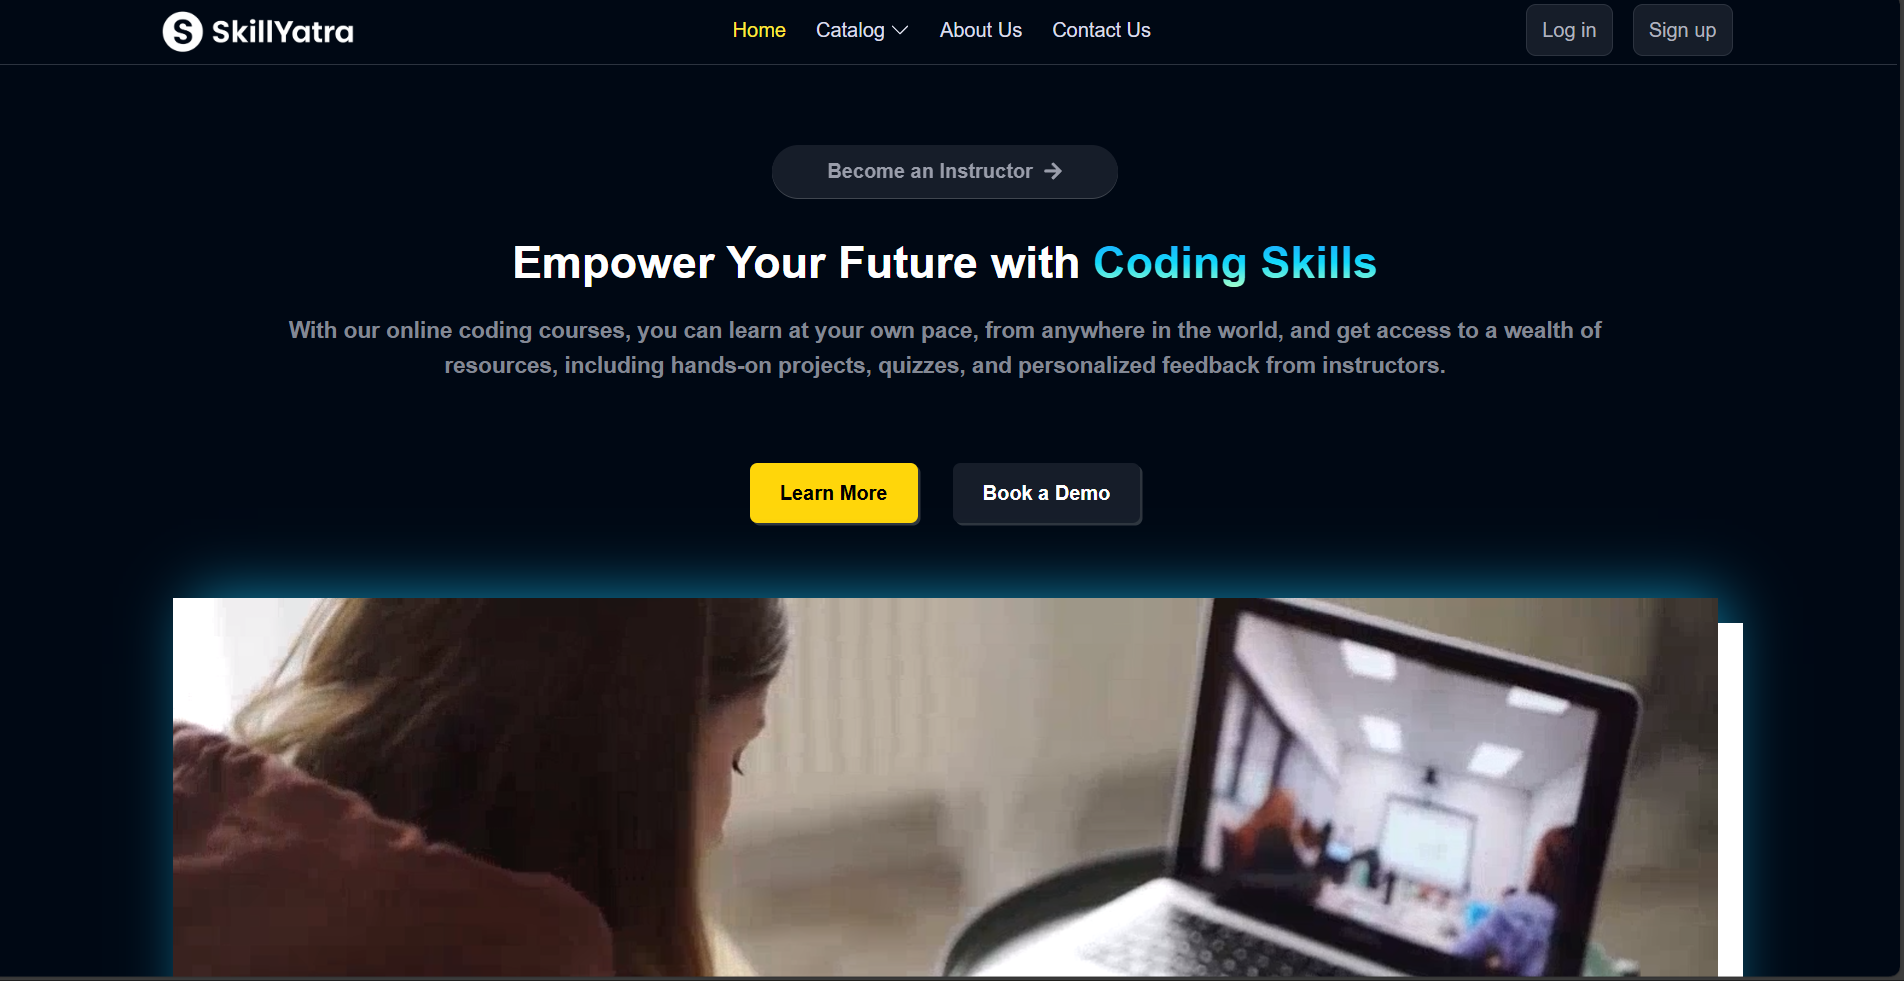 SkillYatra
Home Catalog About Us Contact Us
Log in Sign up
Become an Instructor
Empower Your Future with Coding Skills
With our online coding courses, you can learn at your own pace, from anywhere in the world, and get access to a wealth of
resources, including hands-on projects, quizzes, and personalized feedback from instructors.
Learn More Book a Demo